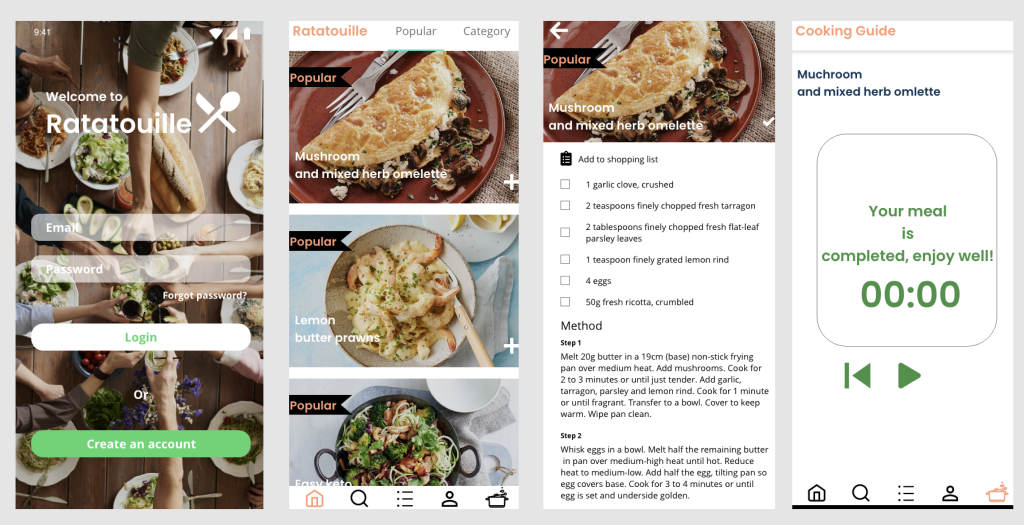 9:41
Welcome to
Ratatouille
Email
Password
Forgot password?
Login
Or
Create an account
Ratatouille Popular Category
Popular
Mushroom
and mixed herb omelette
Popular
Lemon
butter prawns
Popular
Easy keto
Popular
Mushroom
and mixed herb omelette
Add to shopping list
1 garlic clove, crushed
2 teaspoons finely chopped fresh tarragon
2 tablespoons finely chopped fresh flat-leaf
parsley leaves
1 teaspoon finely grated lemon rind
4 eggs
50g fresh ricotta, crumbled
Method
Step 1
Melt 20g butter in a 19cm (base) non-stick frying
pan over medium heat. Add mushrooms. Cook for
2 to 3 minutes or until just tender. Add garlic,
tarragon, parsley and lemon rind. Cook for 1 minute
or until fragrant. Transfer to a bowl. Cover to keep
warm. Wipe pan clean.
Step 2
Whisk eggs in a bowl. Melt half the remaining butter
in pan over medium-high heat until hot. Reduce
heat to medium-low. Add half the egg, tilting pan so
egg covers base. Cook for 3 to 4 minutes or until
egg is set and underside golden.
Cooking Guide
Muchroom
and mixed herb omlette
Your meal
is
completed, enjoy well!
00:00